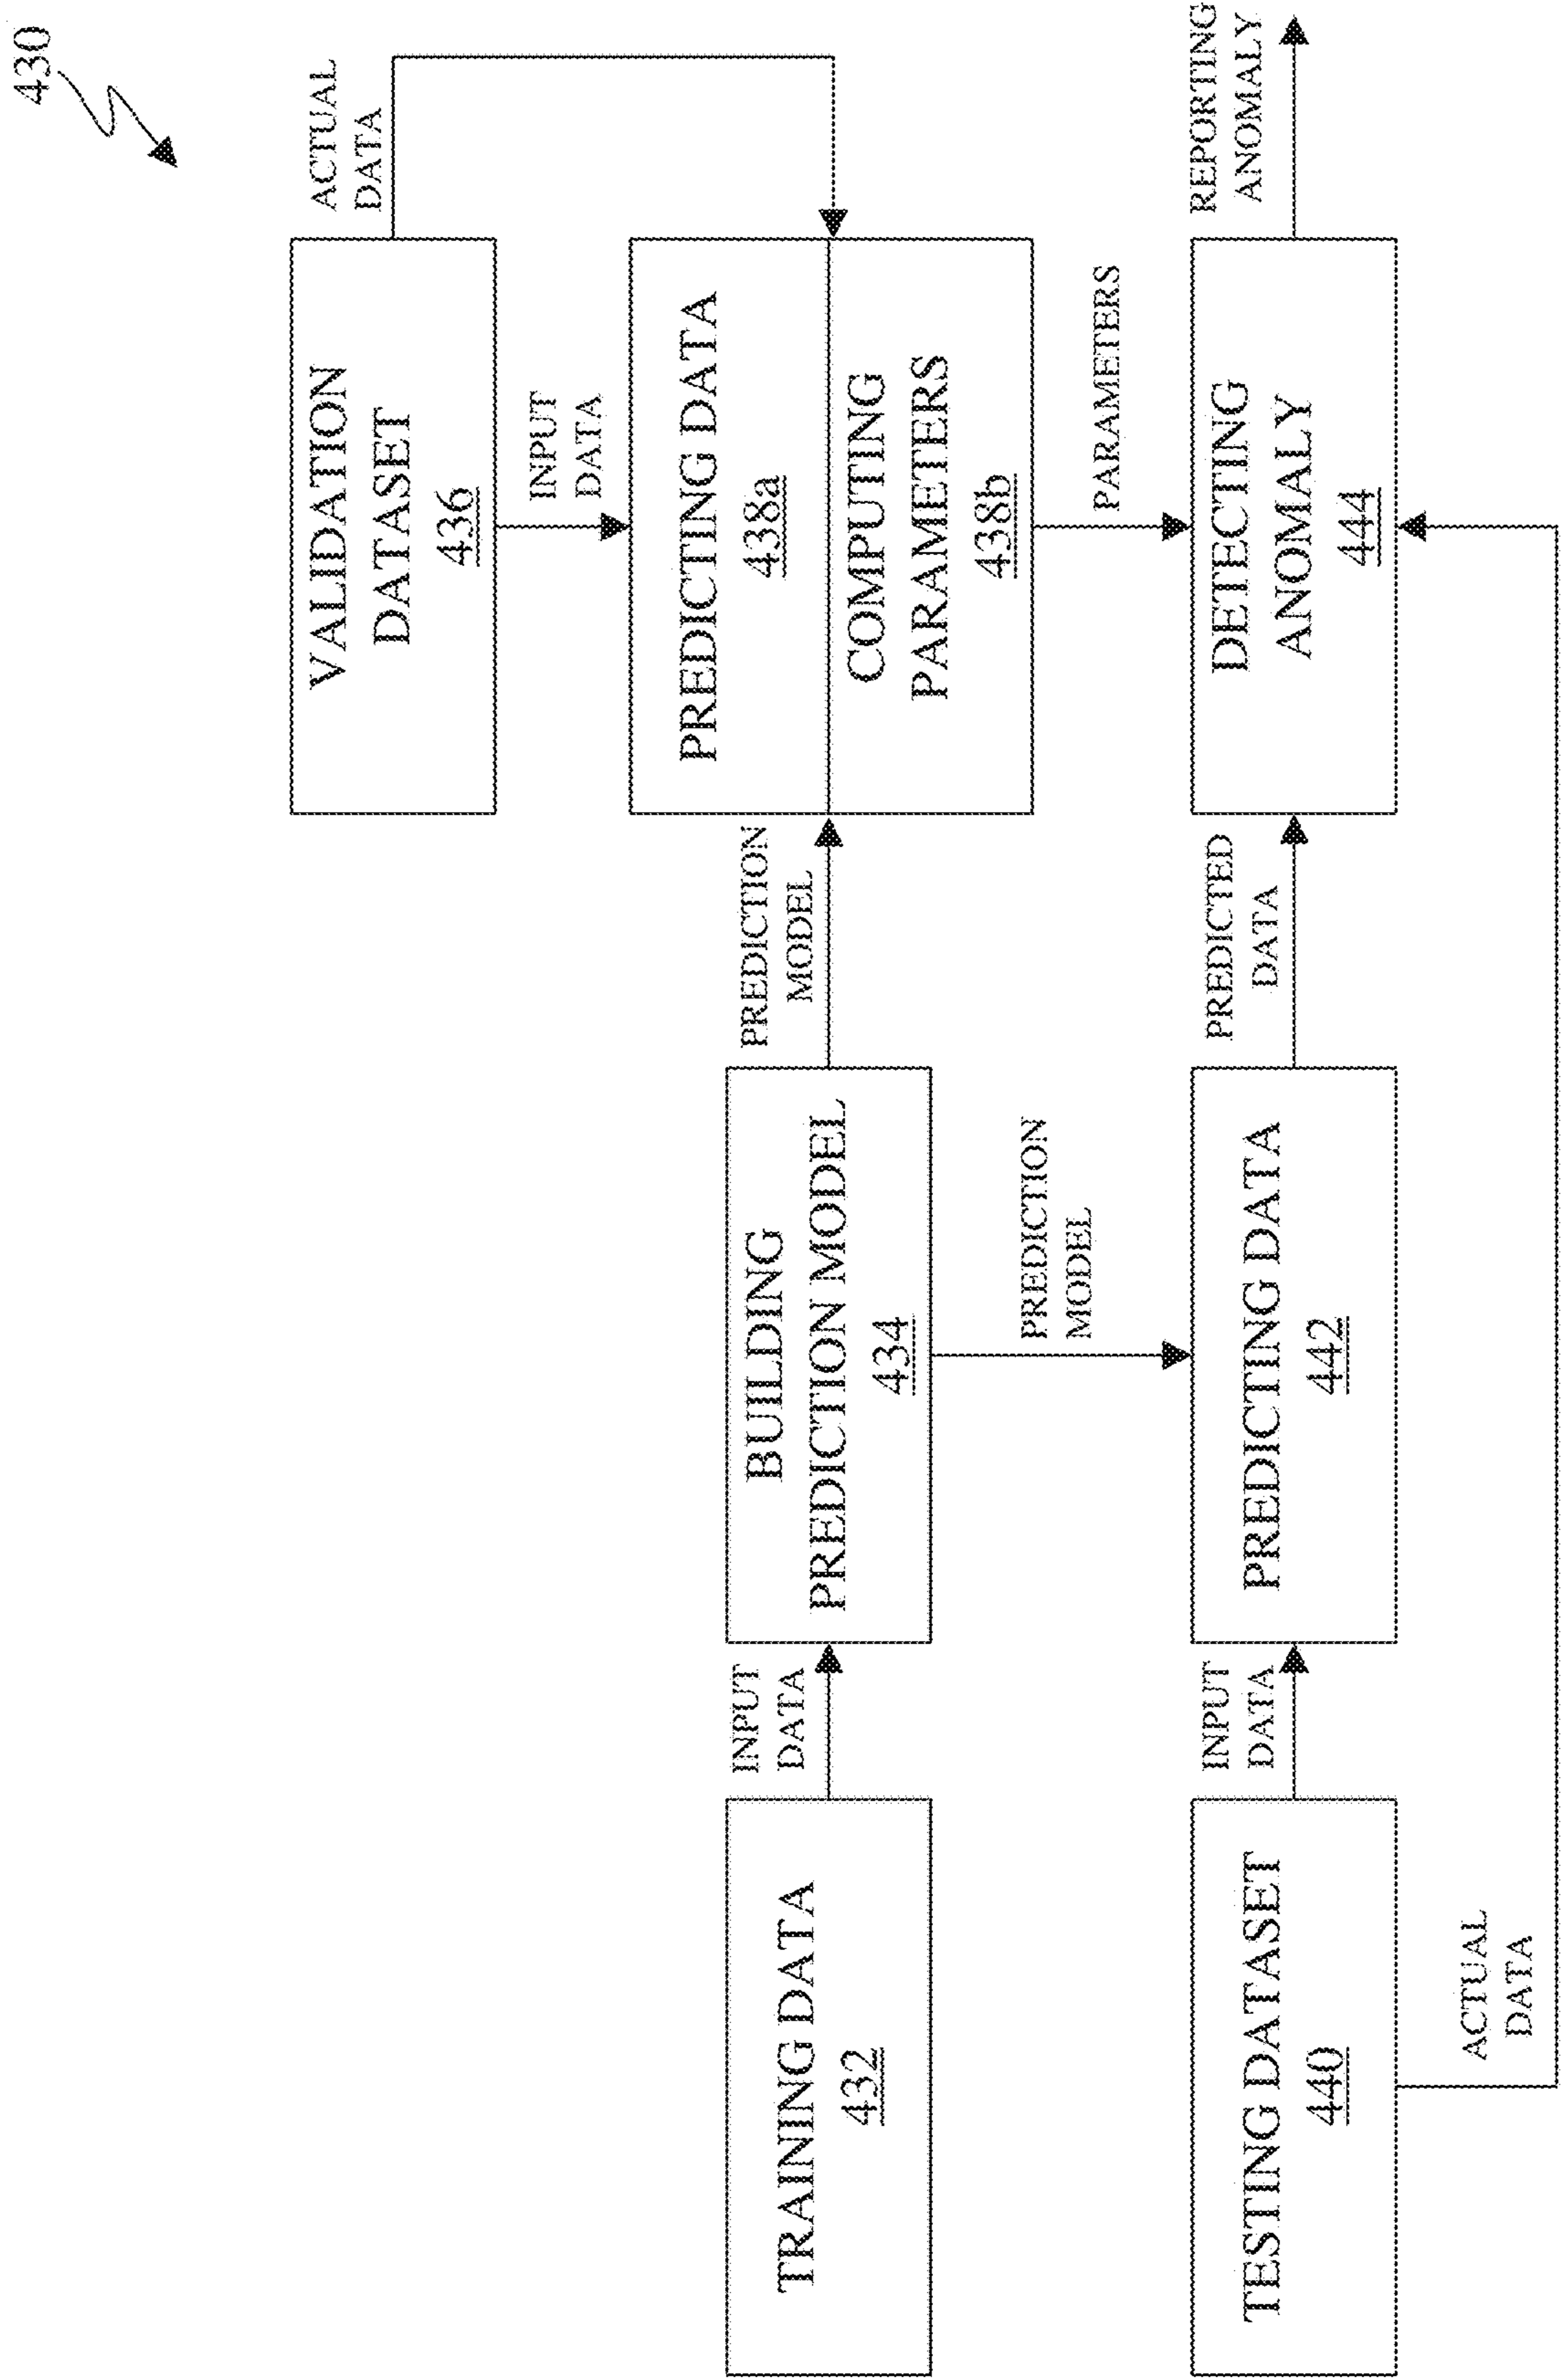 430
ACTUAL
DATA
VALIDATION
DATASET
436
INPUT
DATA
TRAINING DATA
432
INPUT
DATA
BUILDING
PREDICTION MODEL
434
PREDICTION
MODEL
PREDICTING DATA
438a
COMPUTING
PARAMETERS
438b
PREDICTION
MODEL
PARAMETERS
TESTING DATASET
440
INPUT
DATA
PREDICTING DATA
442
PREDICTED
DATA
DETECTING
ANOMALY
444
REPORTING
ANOMALY
ACTUAL
DATA